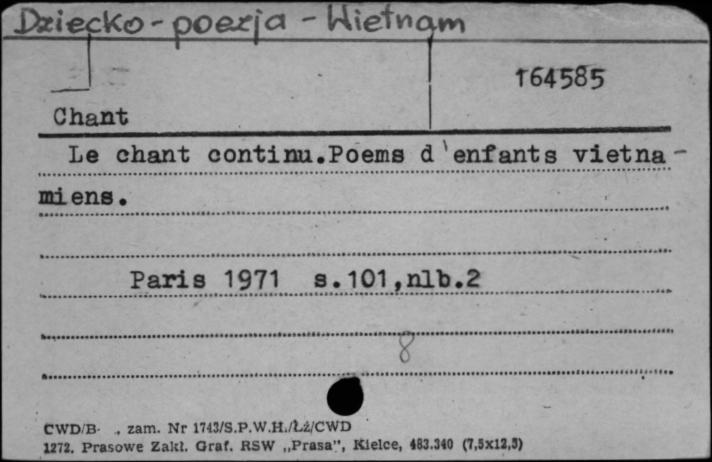 Dziecko - poezja - Wietnam
164585
Chant
Le chant continu.Poems d'enfants vietna-
miens.
Paris 1971 s.101,nlb.2
8
CWD/B- ., zam. Nr 1743/S.P.W.H./Łź/CWD
1272. Prasowe Zakł. Graf. RSW „Prasa", Kielce, 483.340 (7,5x12,5)